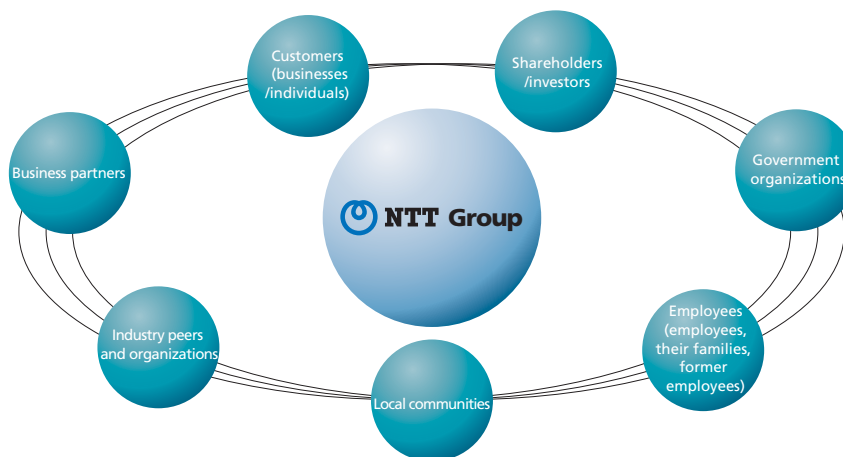 Customers
(businesses
/individuals)
Shareholders
/investors
Business partners
Government
organizations
NTT Group
Industry peers
and organizations
Employees
(employees,
their families,
former
employees)
Local communities